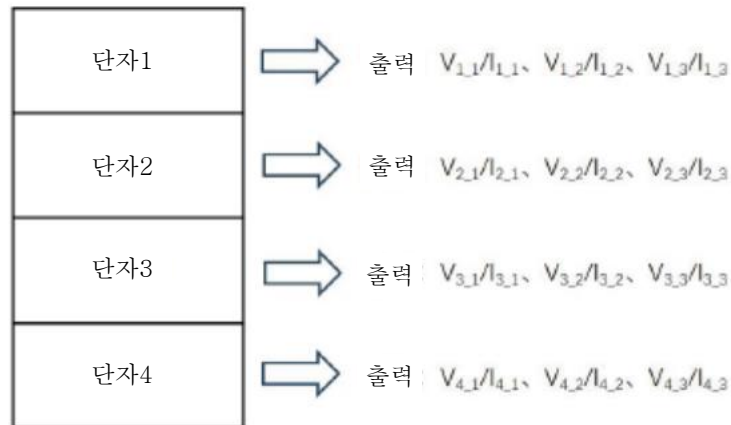 단자1 출력 V1_1/I1_1、V1_2/I1_2、V1_3/I1_3
단자2 출력 V2_1/I2_1、V2_2/I2_2、V2_3/I2_3
단자3 출력 : V3_1/I3_1、V3_2/I3_2、V3_3/I3_3
단자4 출력 : V4_1/I4_1、V4_2/I4_2、V4_3/I4_3